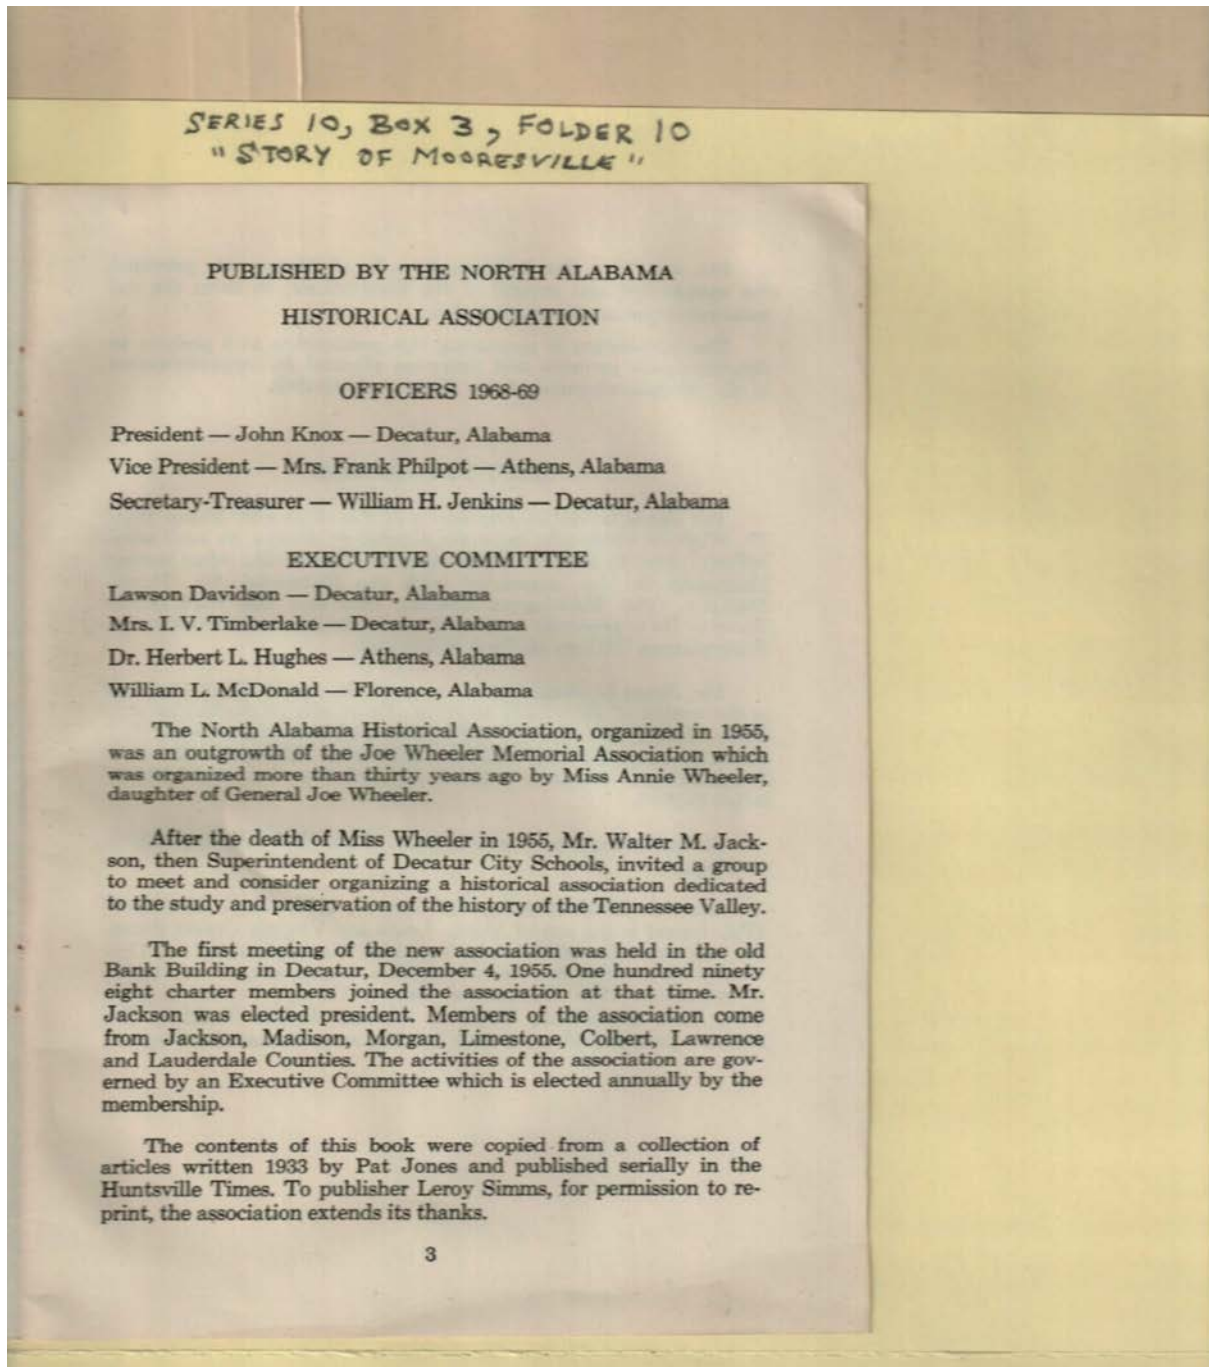 SERIES 10, BOX 3, FOLDER 10
"STORY OF MOORESVILLE"
PUBLISHED BY THE NORTH ALABAMA
HISTORICAL ASSOCIATION
OFFICERS 1968-69
President — John Knox — Decatur, Alabama
Vice President — Mrs. Frank Philpot — Athens, Alabama
Secretary-Treasurer — William H. Jenkins — Decatur, Alabama
EXECUTIVE COMMITTEE
Lawson Davidson — Decatur, Alabama
Mrs. I. V. Timberlake — Decatur, Alabama
Dr. Herbert L. Hughes — Athens, Alabama
William L. McDonald — Florence, Alabama
The North Alabama Historical Association, organized in 1955,
was an outgrowth of the Joe Wheeler Memorial Association which
was organized more than thirty years ago by Miss Annie Wheeler,
daughter of General Joe Wheeler.
After the death of Miss Wheeler in 1955, Mr. Walter M. Jack-
son, then Superintendent of Decatur City Schools, invited a group
to meet and consider organizing a historical association dedicated
to the study and preservation of the history of the Tennessee Valley.
The first meeting of the new association was held in the old
Bank Building in Decatur, December 4, 1955. One hundred ninety
eight charter members joined the association at that time. Mr.
Jackson was elected president. Members of the association come
from Jackson, Madison, Morgan, Limestone, Colbert, Lawrence
and Lauderdale Counties. The activities of the association are gov-
erned by an Executive Committee which is elected annually by the
membership.
The contents of this book were copied from a collection of
articles written 1933 by Pat Jones and published serially in the
Huntsville Times. To publisher Leroy Simms, for permission to re-
print, the association extends its thanks.
3